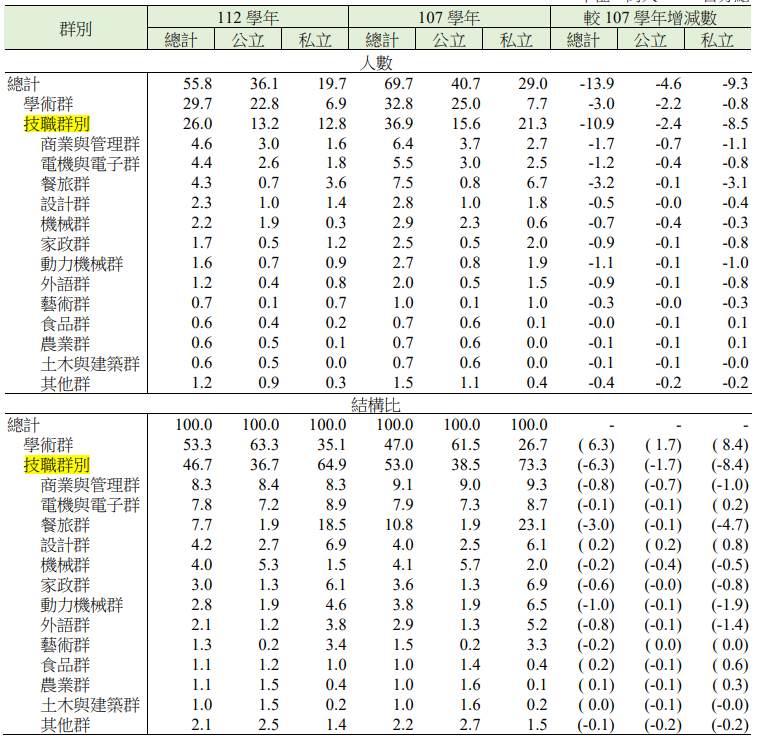 群別 112 學年 107 學年 較 107 學年增減數
總計 公立 私立 總計 公立 私立 總計 公立 私立
人數
總計 55.8 36.1 19.7 69.7 40.7 29.0 -13.9 -4.6 -9.3
學術群 29.7 22.8 6.9 32.8 25.0 7.7 -3.0 -2.2 -0.8
技職群別 26.0 13.2 12.8 36.9 15.6 21.3 -10.9 -2.4 -8.5
商業與管理群 4.6 3.0 1.6 6.4 3.7 2.7 -1.7 -0.7 -1.1
電機與電子群 4.4 2.6 1.8 5.5 3.0 2.5 -1.2 -0.4 -0.8
餐旅群 4.3 0.7 3.6 7.5 0.8 6.7 -3.2 -0.1 -3.1
設計群 2.3 1.0 1.4 2.8 1.0 1.8 -0.5 -0.0 -0.4
機械群 2.2 1.9 0.3 2.9 2.3 0.6 -0.7 -0.4 -0.3
家政群 1.7 0.5 1.2 2.5 0.5 2.0 -0.9 -0.1 -0.8
動力機械群 1.6 0.7 0.9 2.7 0.8 1.9 -1.1 -0.1 -1.0
外語群 1.2 0.4 0.8 2.0 0.5 1.5 -0.9 -0.1 -0.8
藝術群 0.7 0.1 0.7 1.0 0.1 1.0 -0.3 -0.0 -0.3
食品群 0.6 0.4 0.2 0.7 0.6 0.1 -0.0 -0.1 0.1
農業群 0.6 0.5 0.1 0.7 0.6 0.0 -0.1 -0.1 0.1
土木與建築群 0.6 0.5 0.0 0.7 0.6 0.0 -0.1 -0.1 -0.0
其他群 1.2 0.9 0.3 1.5 1.1 0.4 -0.4 -0.2 -0.2
結構比
總計 100.0 100.0 100.0 100.0 100.0 100.0 - - -
學術群 53.3 63.3 35.1 47.0 61.5 26.7 ( 6.3) ( 1.7) ( 8.4)
技職群別 46.7 36.7 64.9 53.0 38.5 73.3 (-6.3) (-1.7) (-8.4)
商業與管理群 8.3 8.4 8.3 9.1 9.0 9.3 (-0.8) (-0.7) (-1.0)
電機與電子群 7.8 7.2 8.9 7.9 7.3 8.7 (-0.1) (-0.1) ( 0.2)
餐旅群 7.7 1.9 18.5 10.8 1.9 23.1 (-3.0) (-0.1) (-4.7)
設計群 4.2 2.7 6.9 4.0 2.5 6.1 ( 0.2) ( 0.2) ( 0.8)
機械群 4.0 5.3 1.5 4.1 5.7 2.0 (-0.2) (-0.4) (-0.5)
家政群 3.0 1.3 6.1 3.6 1.3 6.9 (-0.6) (-0.0) (-0.8)
動力機械群 2.8 1.9 4.6 3.8 1.9 6.5 (-1.0) (-0.1) (-1.9)
外語群 2.1 1.2 3.8 2.9 1.3 5.2 (-0.8) (-0.1) (-1.4)
藝術群 1.3 0.2 3.4 1.5 0.2 3.3 (-0.2) ( 0.0) ( 0.0)
食品群 1.1 1.2 1.0 1.0 1.4 0.4 ( 0.2) (-0.1) ( 0.6)
農業群 1.1 1.5 0.4 1.0 1.6 0.1 ( 0.1) (-0.1) ( 0.3)
土木與建築群 1.0 1.5 0.2 1.0 1.6 0.2 ( 0.0) (-0.1) (-0.0)
其他群 2.1 2.5 1.4 2.2 2.7 1.5 (-0.1) (-0.2) (-0.2)